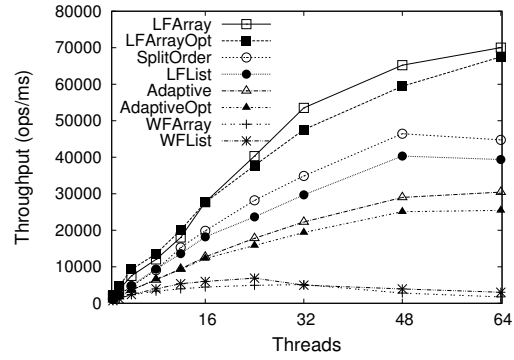 LFArray
LFArrayOpt
SplitOrder
LFList
Adaptive
AdaptiveOpt
WFArray
WFList
Throughput (ops/ms)
80000
70000
60000
50000
40000
30000
20000
10000
0
16
32
48
64
Threads